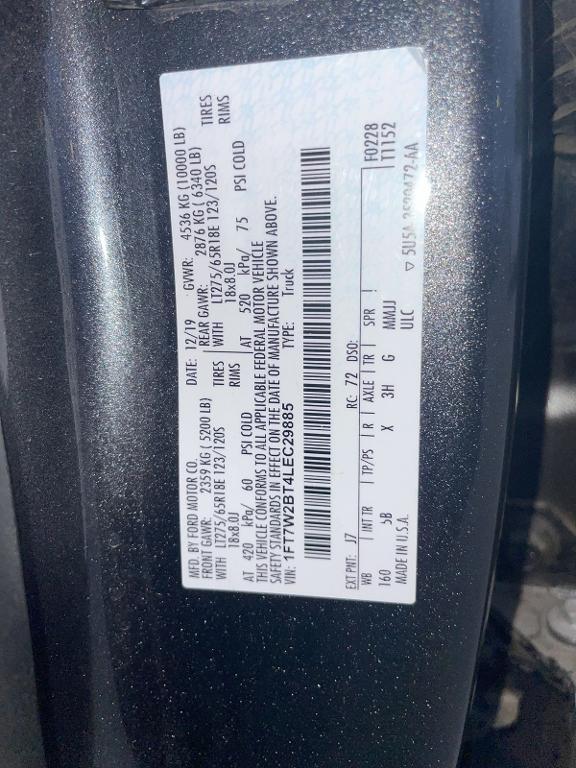 MFD. BY FORD MOTOR CO.
DATE: 12/19 GVWR: 4536 KG (10000 LB)
FRONT GAWR: 2359 KG ( 5200 LB)
REAR GAWR: 2876 KG ( 6340 LB)
WITH LT275/65R18E 123/120S TIRES
WITH LT275/65R18E 123/120S TIRES
18x8.0J RIMS
18x8.0J RIMS
AT 420 kPa/ 60 PSI COLD
AT 520 kPa/ 75 PSI COLD
THIS VEHICLE CONFORMS TO ALL APPLICABLE FEDERAL MOTOR VEHICLE
SAFETY STANDARDS IN EFFECT ON THE DATE OF MANUFACTURE SHOWN ABOVE.
VIN: 1FT7W2BT4LEC29885 TYPE: Truck
EXT PNT: J7 RC: 72 DSO: F0228
WB INTTR TP/PS R AXLE TR SPR ! T1152
160 5B X 3H G MMJJ
MADE IN U.S.A. ULC